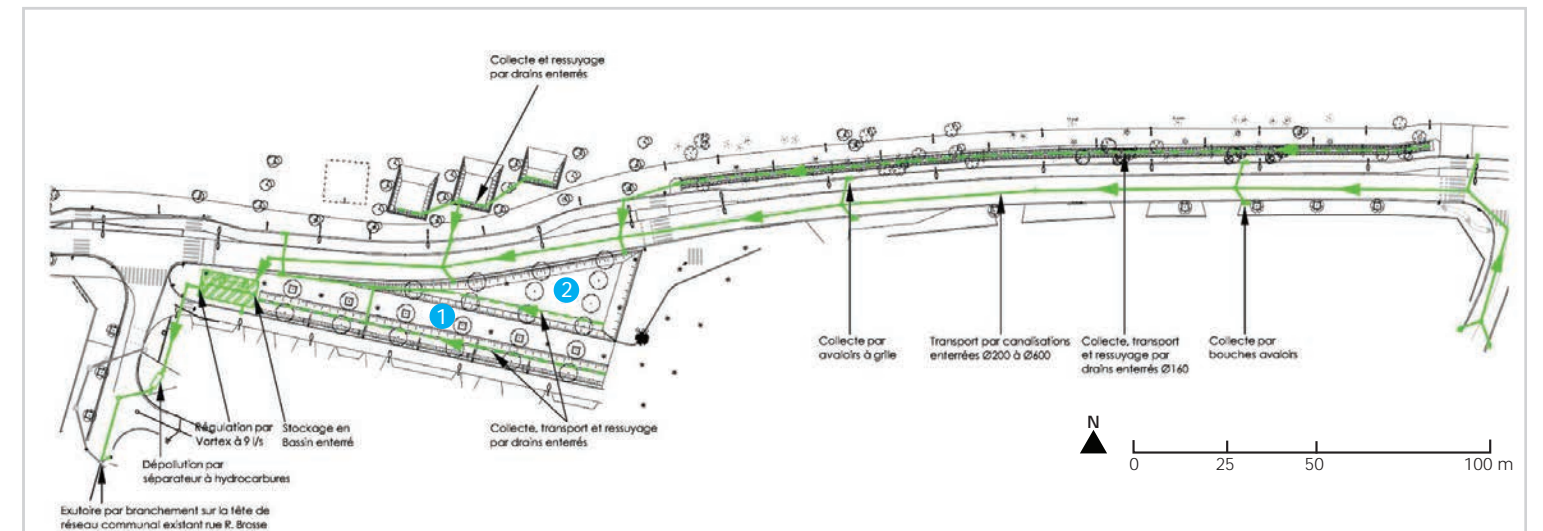 Collecte et ressuyage
par drains enterrés
2
1
Collecte par
avaloirs à grille
Transport par canalisations
enterrées Ø200 à Ø600
Collecte, transport
et ressuyage par
drains enterrés Ø160
Collecte par
bouches avaloirs
Régulation par
Vortex à 9 l/s
Stockage en
Bassin enterré
Collecte, transport et ressuyage
par drains enterrés
Dépollution par
séparateur à hydrocarbures
Exutoire par branchement sur la tête de
réseau communal existant rue R. Brosse
N
0 25 50 100 m